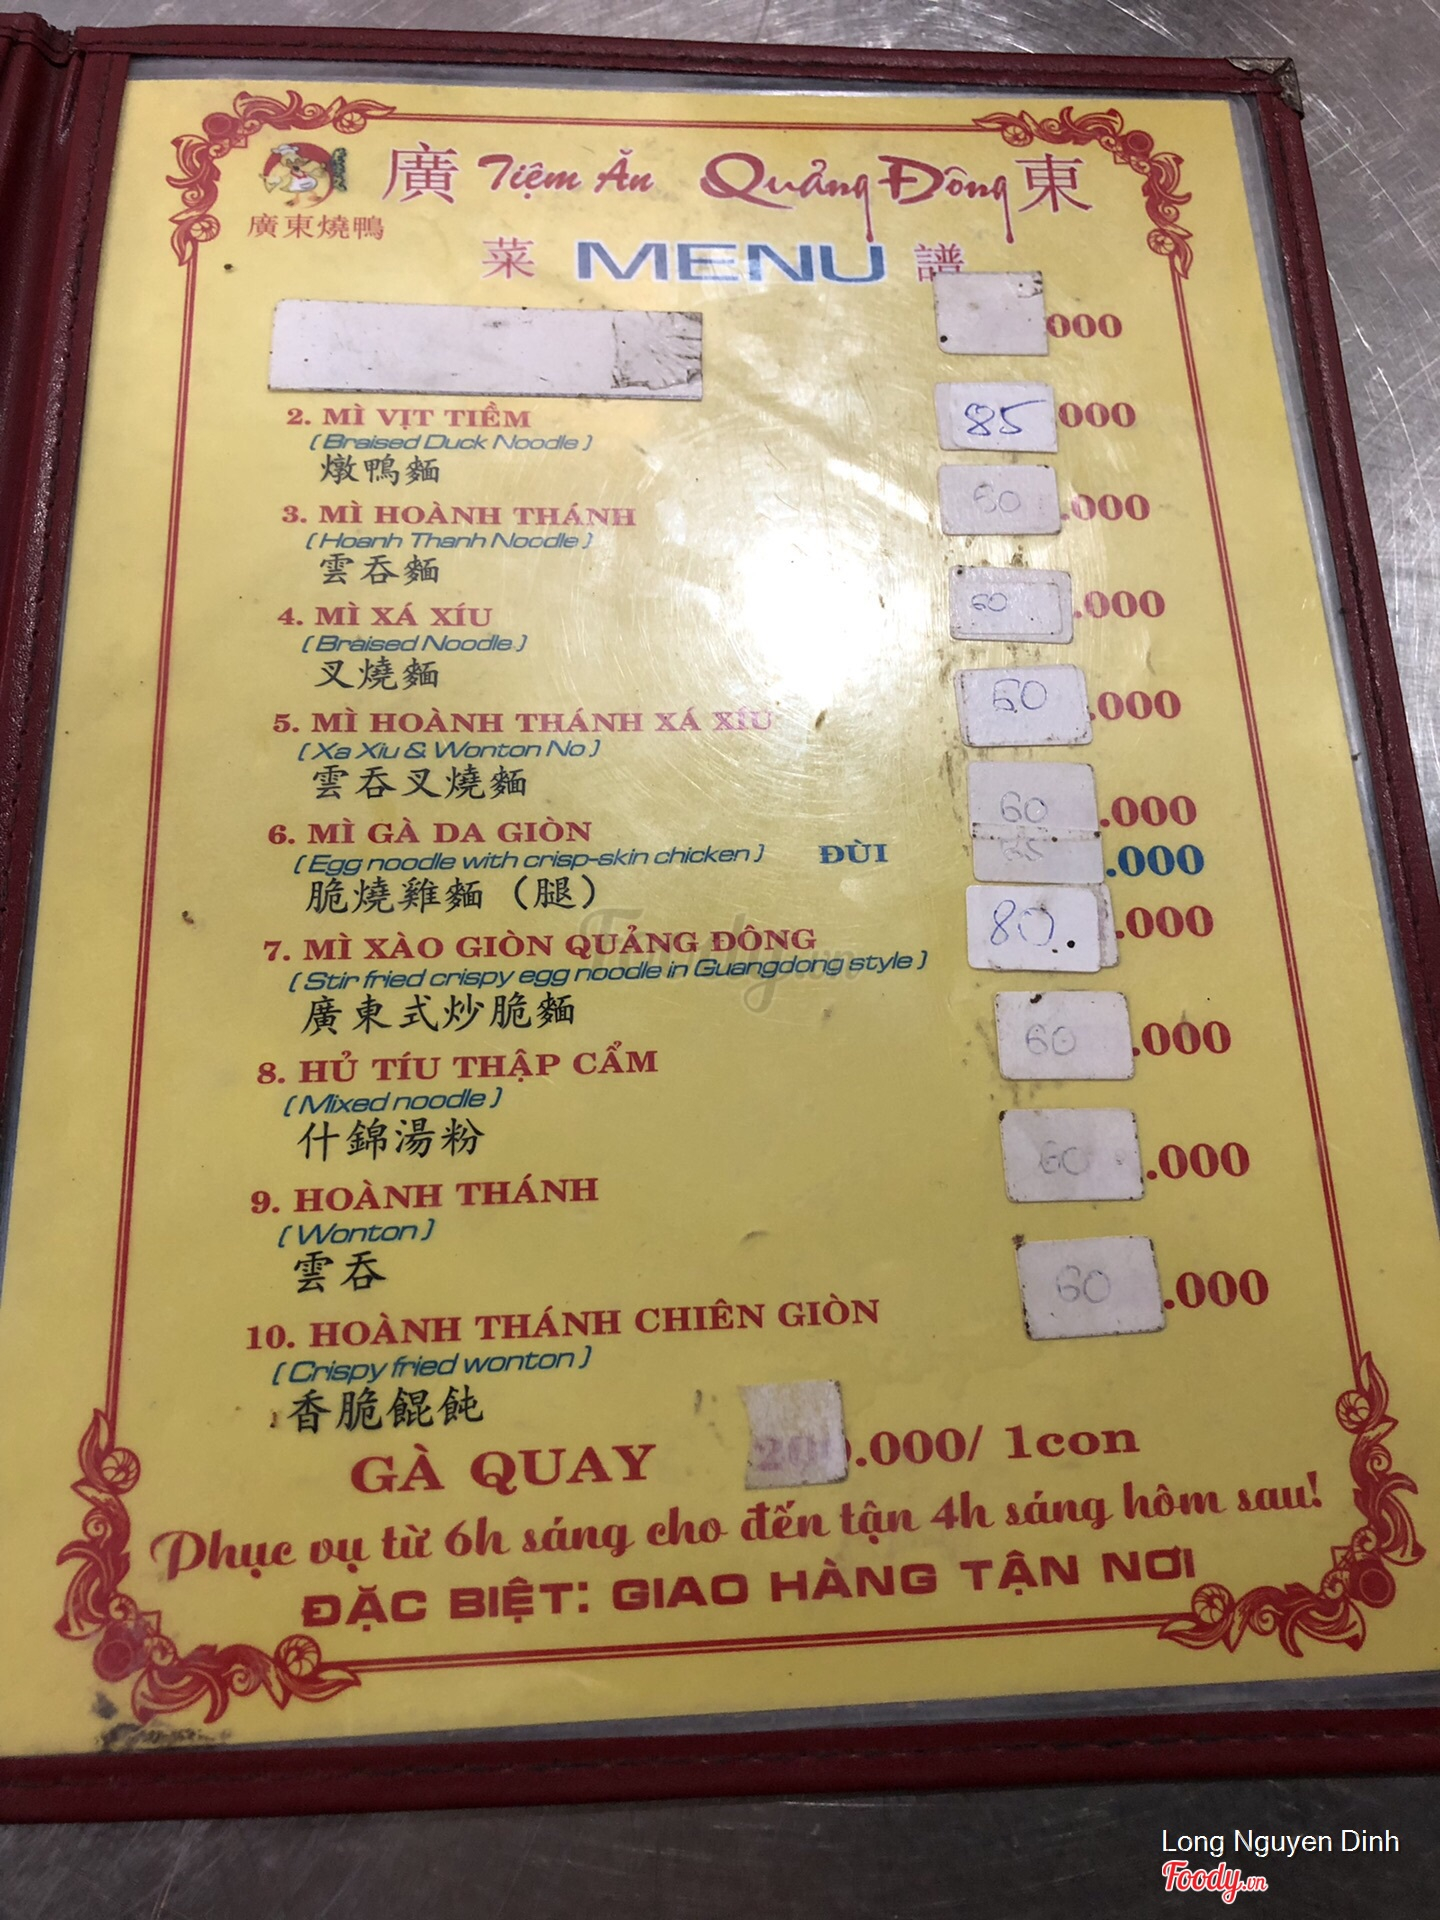 廣 Tiệm Ăn Quảng Đông 東
廣東燒鴨
菜 MENU 譜
000
2. MÌ VỊT TIỀM 85 000
(Braised Duck Noodle)
燉鴨麵
3. MÌ HOÀNH THÁNH 60 .000
(Hoanh Thanh Noodle)
雲吞麵
4. MÌ XÁ XÍU 60 .000
(Braised Noodle)
叉燒麵
5. MÌ HOÀNH THÁNH XÁ XÍU 60 .000
(Xa Xiu & Wonton No)
雲吞叉燒麵
6. MÌ GÀ DA GIÒN 60 .000
(Egg noodle with crisp-skin chicken) ĐÙI .000
脆燒雞麵（腿）
7. MÌ XÀO GIÒN QUẢNG ĐÔNG 80 .000
(Stir fried crispy egg noodle in Guangdong style)
廣東式炒脆麵
8. HỦ TÍU THẬP CẨM 60 .000
(Mixed noodle)
什錦湯粉
9. HOÀNH THÁNH 60 .000
(Wonton)
雲吞
10. HOÀNH THÁNH CHIÊN GIÒN 60 .000
(Crispy fried wonton)
香脆餛飩
GÀ QUAY 200.000/ 1con
Phục vụ từ 6h sáng cho đến tận 4h sáng hôm sau!
ĐẶC BIỆT: GIAO HÀNG TẬN NƠI
Foody.vn
Long Nguyen Dinh
Foody.vn